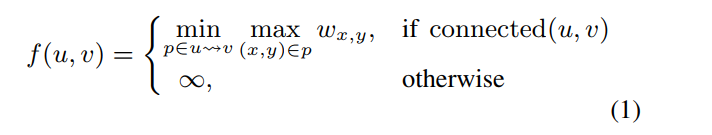 f(u, v) = { min_{p∈u⇝v} max_{(x,y)∈p} w_{x,y}, if connected(u, v)
∞, otherwise
(1)